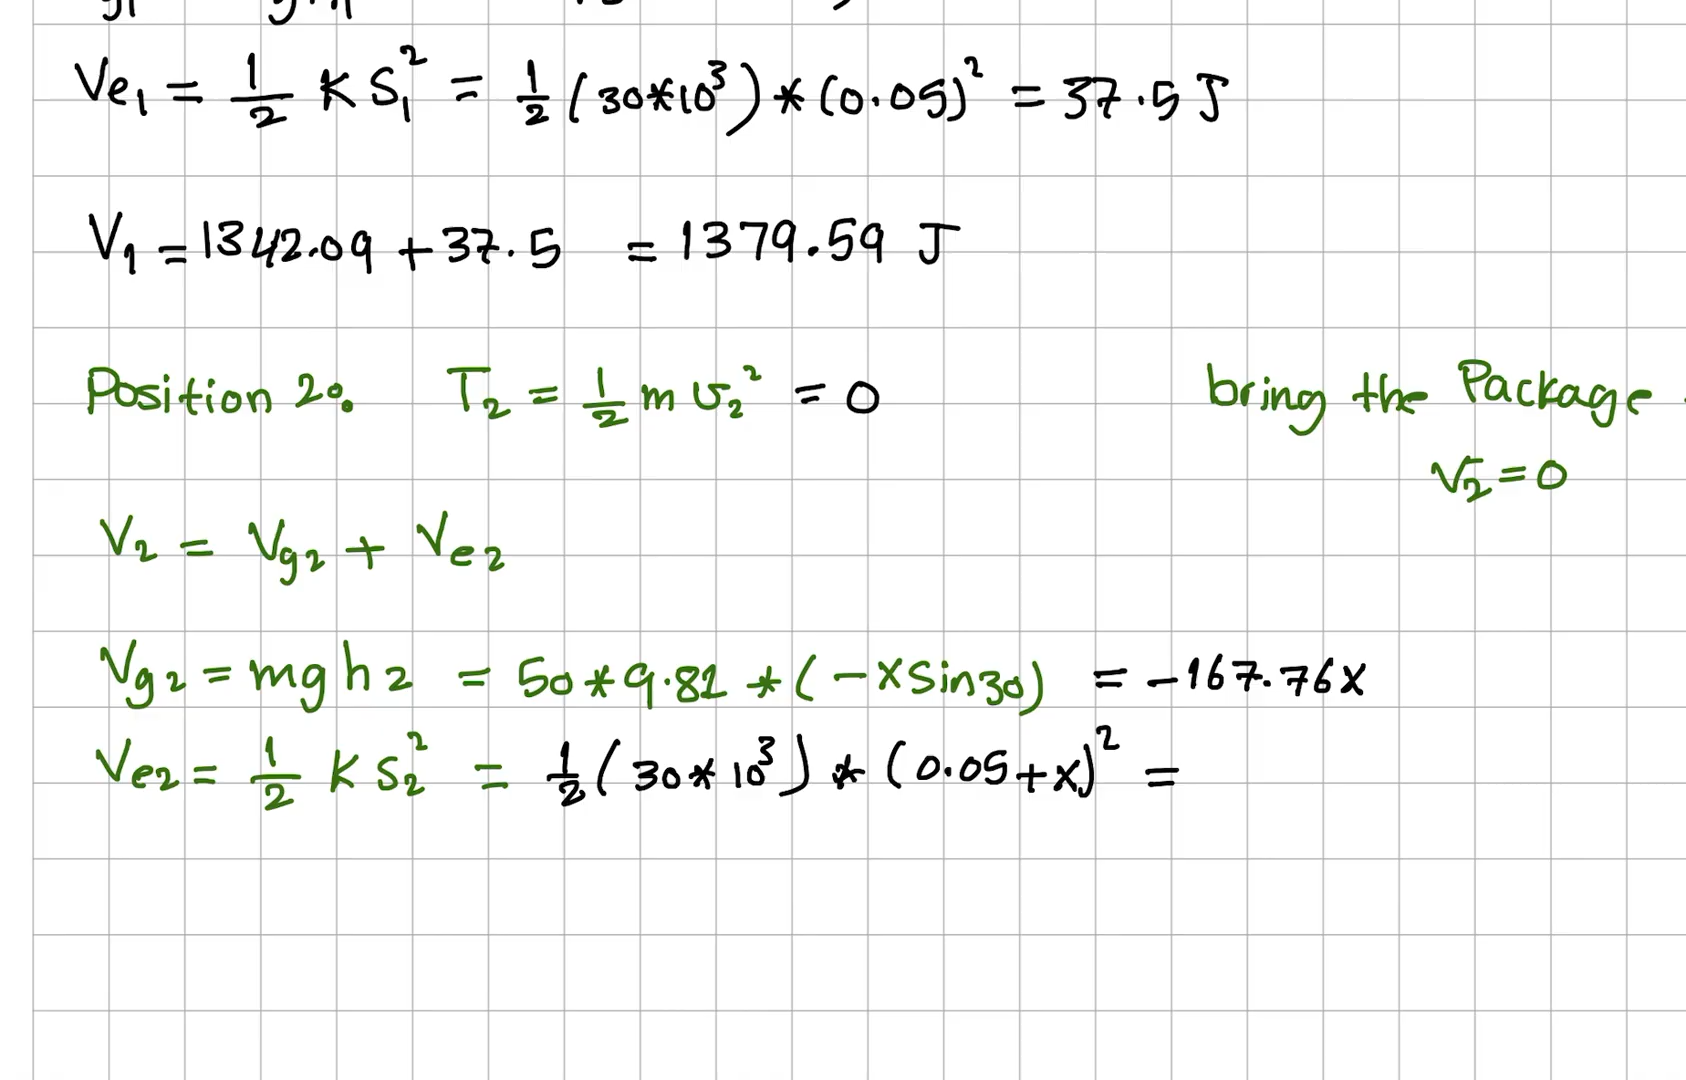 Ve₁ = 1/2 K S₁² = 1/2 (30*10³) * (0.05)² = 37.5 J
V₁ = 1342.09 + 37.5 = 1379.59 J
Position 2: T₂ = 1/2 m v₂² = 0 bring the Package
v₂ = 0
V₂ = Vg₂ + Ve₂
Vg₂ = mgh₂ = 50*9.81*(-x Sin30) = -167.76x
Ve₂ = 1/2 K S₂² = 1/2 (30*10³) * (0.05+x)² =